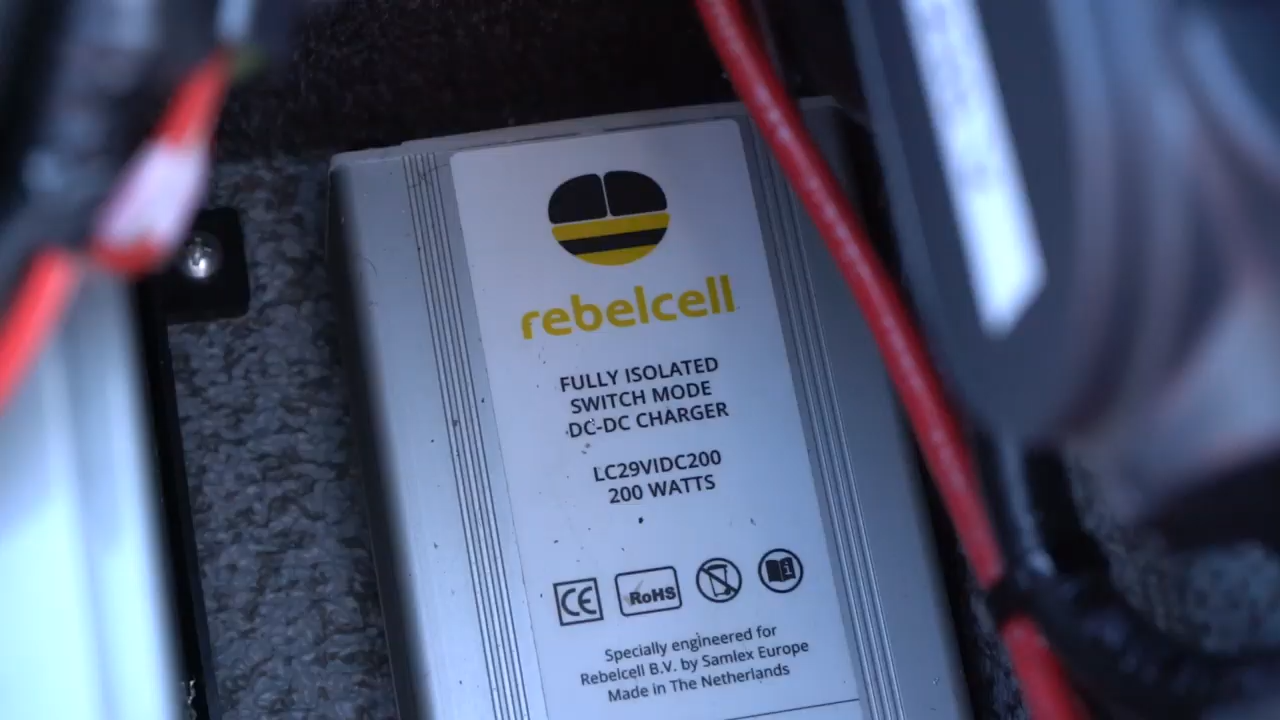 rebelcell
FULLY ISOLATED
SWITCH MODE
DC-DC CHARGER
LC29VIDC200
200 WATTS
CE
RoHS
i
Specially engineered for
Rebelcell B.V. by Samlex Europe
Made in The Netherlands